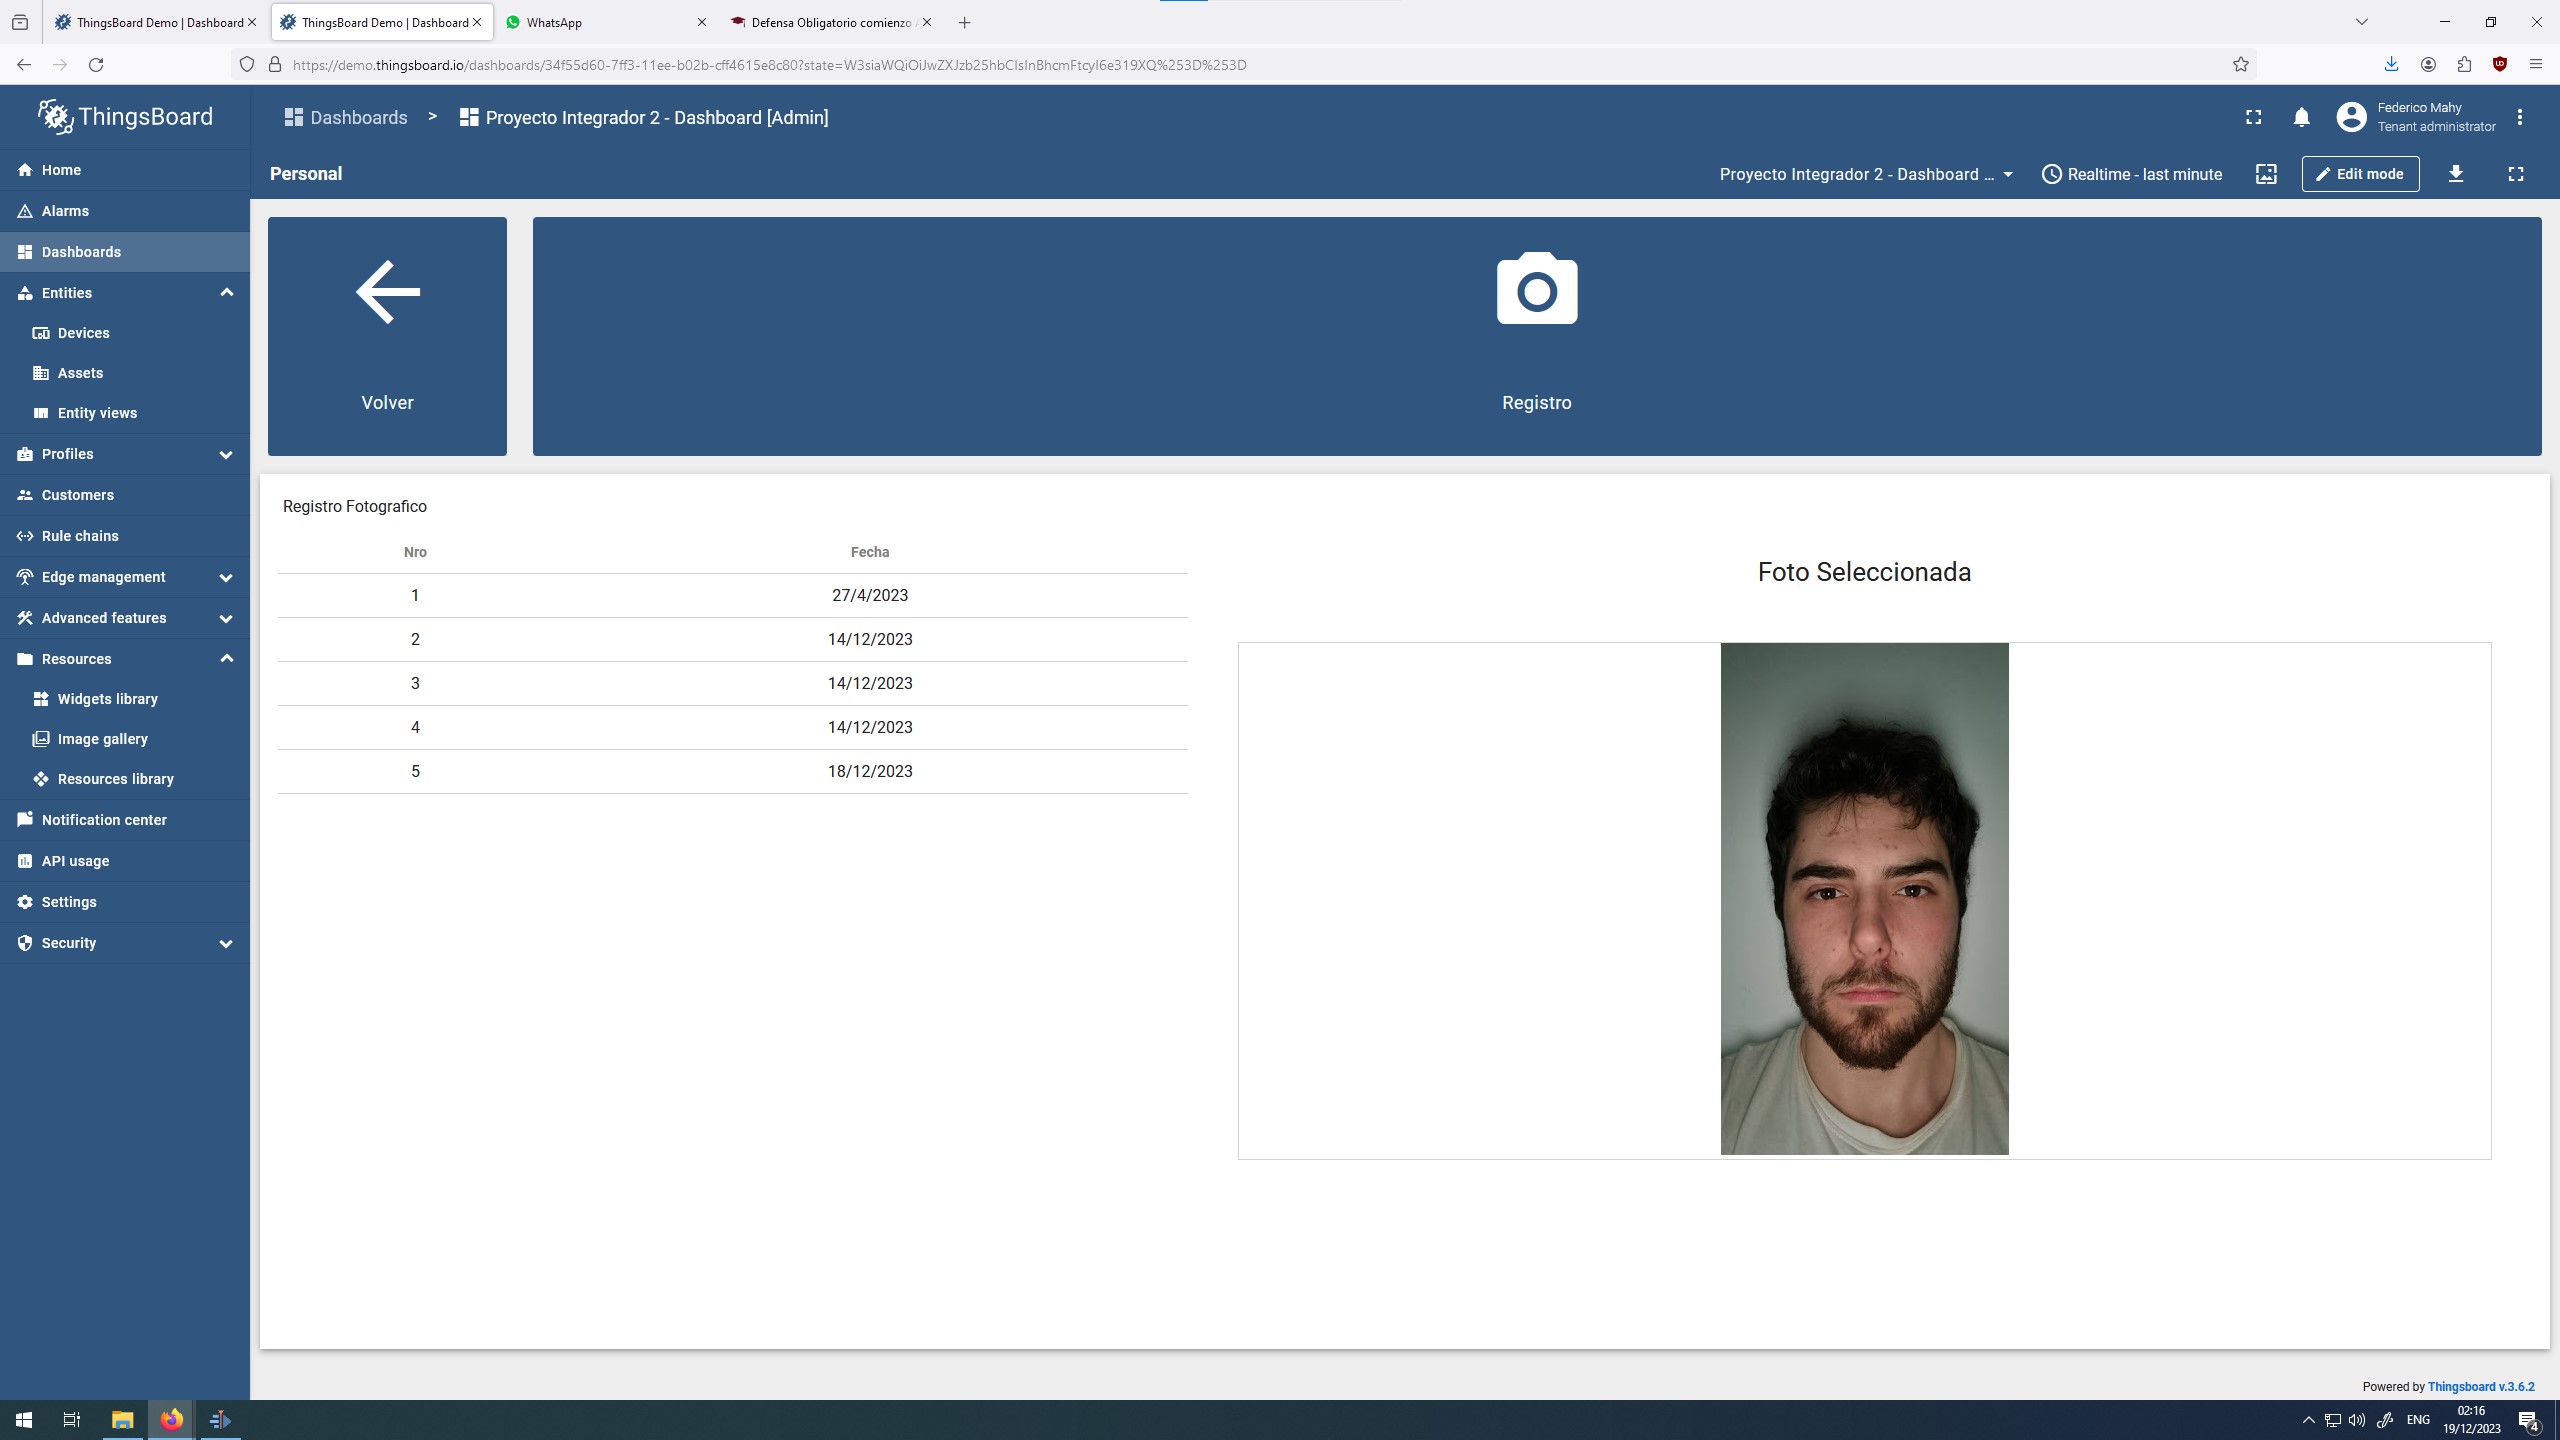 ThingsBoard Demo | Dashboard
ThingsBoard Demo | Dashboard
WhatsApp
Defensa Obligatorio comienzo
https://demo.thingsboard.io/dashboards/34f55d60-7ff3-11ee-b02b-cff4615e8c80?state=W3siaWQiOiJwZXJzb25hbCIsInBhcmFtcyI6e319XQ%253D%253D
ThingsBoard
Dashboards > Proyecto Integrador 2 - Dashboard [Admin]
Federico Mahy
Tenant administrator
Personal
Proyecto Integrador 2 - Dashboard ...
Realtime - last minute
Edit mode
Home
Alarms
Dashboards
Entities
Devices
Assets
Entity views
Profiles
Customers
Rule chains
Edge management
Advanced features
Resources
Widgets library
Image gallery
Resources library
Notification center
API usage
Settings
Security
Volver
Registro
Registro Fotografico
Nro Fecha
1 27/4/2023
2 14/12/2023
3 14/12/2023
4 14/12/2023
5 18/12/2023
Foto Seleccionada
Powered by Thingsboard v.3.6.2
ENG
02:16
19/12/2023
4